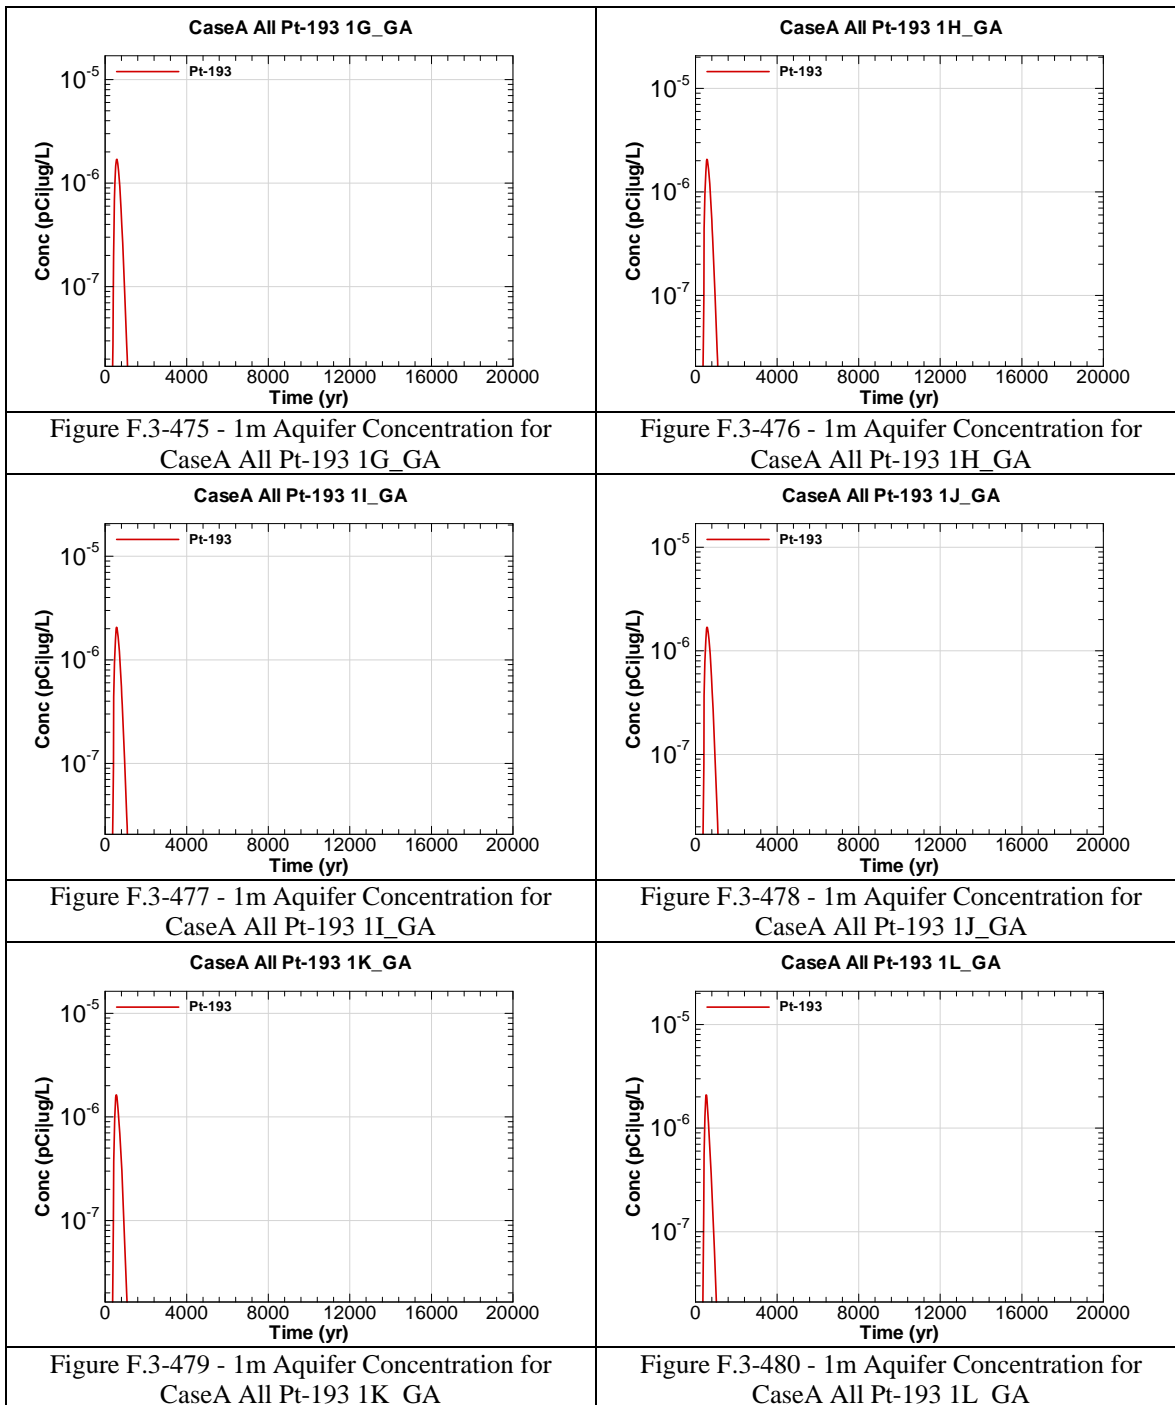 CaseA All Pt-193 1G_GA
Pt-193
10-5
10-6
10-7
Conc (pCi|ug/L)
0 4000 8000 12000 16000 20000
Time (yr)
Figure F.3-475 - 1m Aquifer Concentration for
CaseA All Pt-193 1G_GA
CaseA All Pt-193 1H_GA
Pt-193
10-5
10-6
10-7
Conc (pCi|ug/L)
0 4000 8000 12000 16000 20000
Time (yr)
Figure F.3-476 - 1m Aquifer Concentration for
CaseA All Pt-193 1H_GA
CaseA All Pt-193 1I_GA
Pt-193
10-5
10-6
10-7
Conc (pCi|ug/L)
0 4000 8000 12000 16000 20000
Time (yr)
Figure F.3-477 - 1m Aquifer Concentration for
CaseA All Pt-193 1I_GA
CaseA All Pt-193 1J_GA
Pt-193
10-5
10-6
10-7
Conc (pCi|ug/L)
0 4000 8000 12000 16000 20000
Time (yr)
Figure F.3-478 - 1m Aquifer Concentration for
CaseA All Pt-193 1J_GA
CaseA All Pt-193 1K_GA
Pt-193
10-5
10-6
10-7
Conc (pCi|ug/L)
0 4000 8000 12000 16000 20000
Time (yr)
Figure F.3-479 - 1m Aquifer Concentration for
CaseA All Pt-193 1K_GA
CaseA All Pt-193 1L_GA
Pt-193
10-5
10-6
10-7
Conc (pCi|ug/L)
0 4000 8000 12000 16000 20000
Time (yr)
Figure F.3-480 - 1m Aquifer Concentration for
CaseA All Pt-193 1L_GA